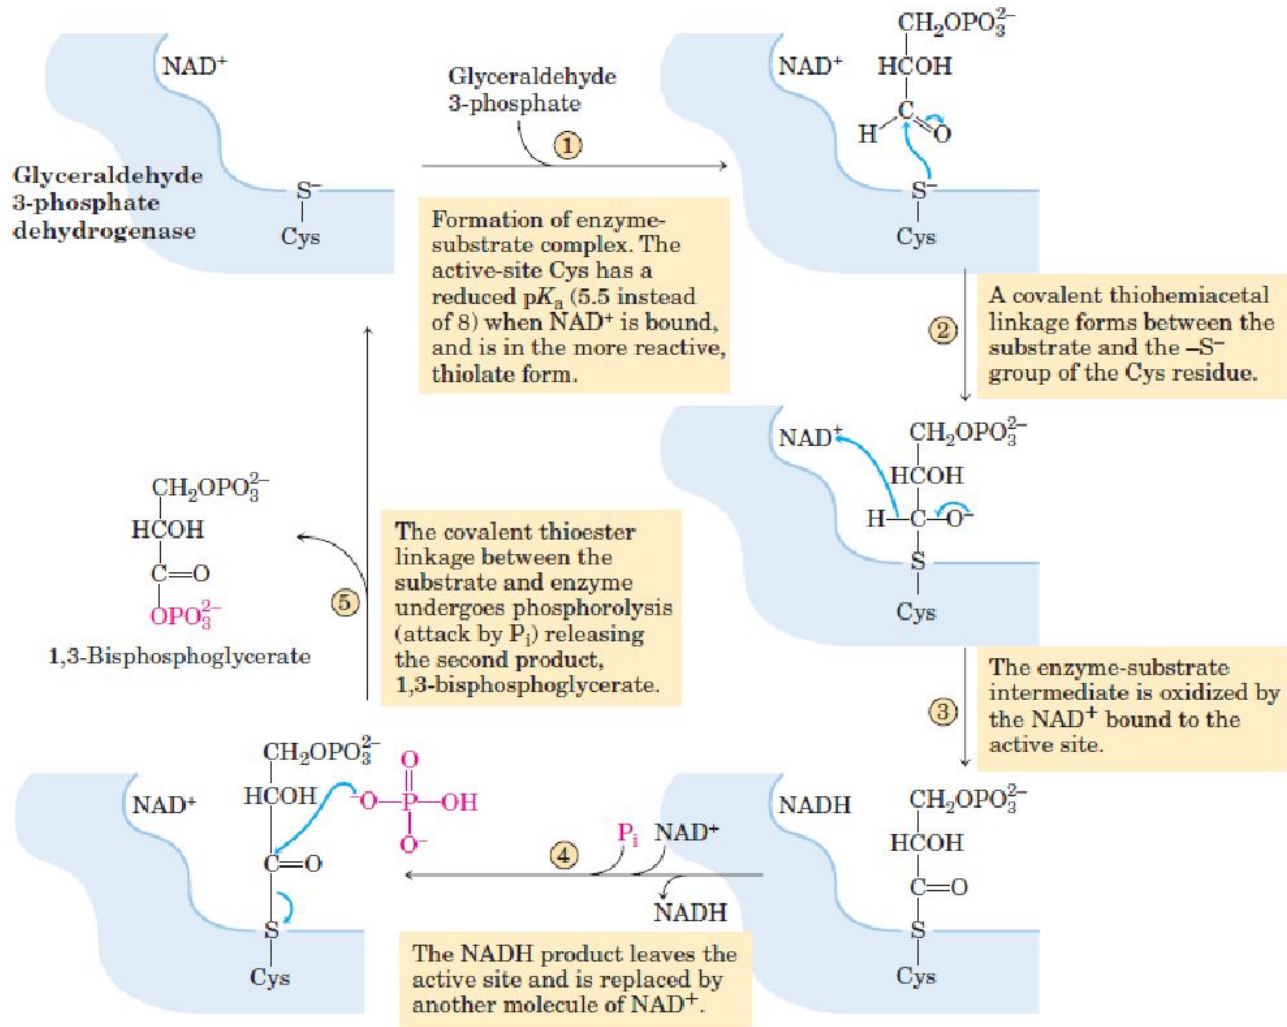 NAD⁺
Glyceraldehyde
3-phosphate
dehydrogenase
S⁻
Cys
Glyceraldehyde
3-phosphate
①
Formation of enzyme-
substrate complex. The
active-site Cys has a
reduced pKₐ (5.5 instead
of 8) when NAD⁺ is bound,
and is in the more reactive,
thiolate form.
CH₂OPO₃²⁻
NAD⁺ HCOH
C
H O
S⁻
Cys
②
A covalent thiohemiacetal
linkage forms between the
substrate and the –S⁻
group of the Cys residue.
NAD⁺ CH₂OPO₃²⁻
HCOH
H–C–O⁻
S
Cys
③
The enzyme-substrate
intermediate is oxidized by
the NAD⁺ bound to the
active site.
NADH CH₂OPO₃²⁻
HCOH
C=O
S
Cys
④
Pᵢ NAD⁺
NADH
The NADH product leaves the
active site and is replaced by
another molecule of NAD⁺.
CH₂OPO₃²⁻
NAD⁺ HCOH
O
⁻O–P–OH
O⁻
C=O
S
Cys
⑤
The covalent thioester
linkage between the
substrate and enzyme
undergoes phosphorolysis
(attack by Pᵢ) releasing
the second product,
1,3-bisphosphoglycerate.
CH₂OPO₃²⁻
HCOH
C=O
OPO₃²⁻
1,3-Bisphosphoglycerate